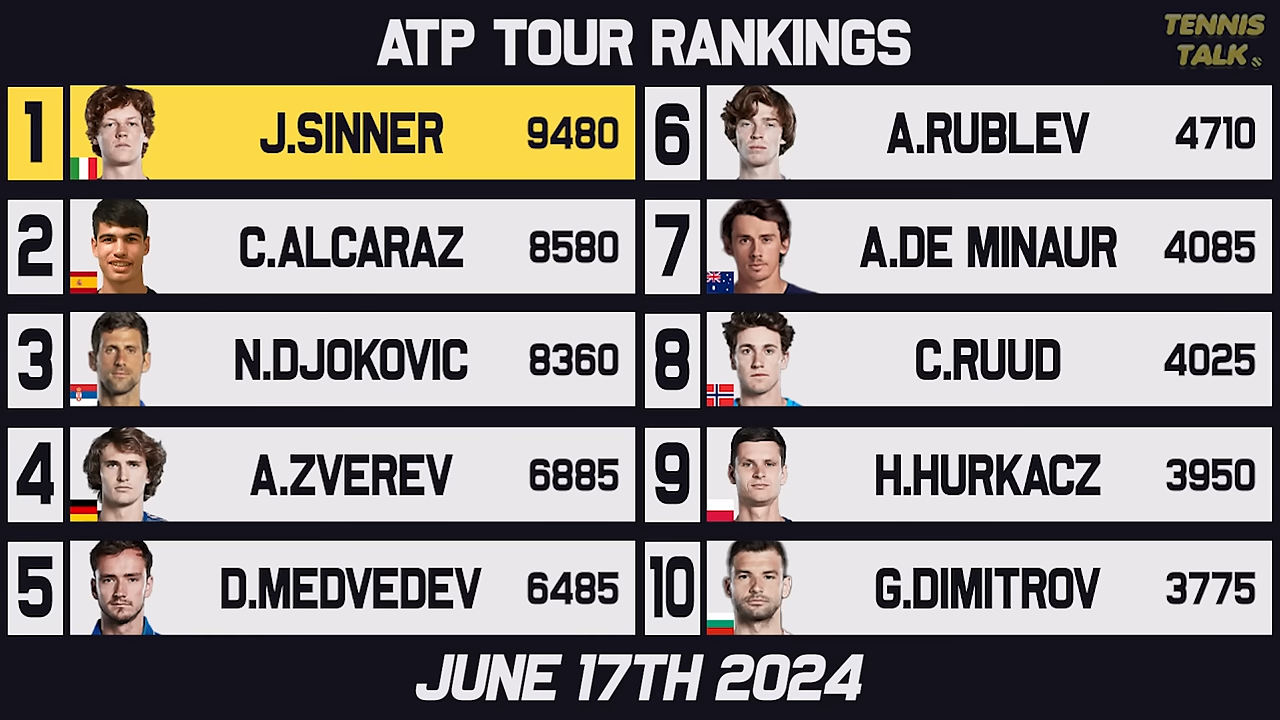 ATP TOUR RANKINGS
TENNIS
TALK
1 J.SINNER 9480
2 C.ALCARAZ 8580
3 N.DJOKOVIC 8360
4 A.ZVEREV 6885
5 D.MEDVEDEV 6485
6 A.RUBLEV 4710
7 A.DE MINAUR 4085
8 C.RUUD 4025
9 H.HURKACZ 3950
10 G.DIMITROV 3775
JUNE 17TH 2024